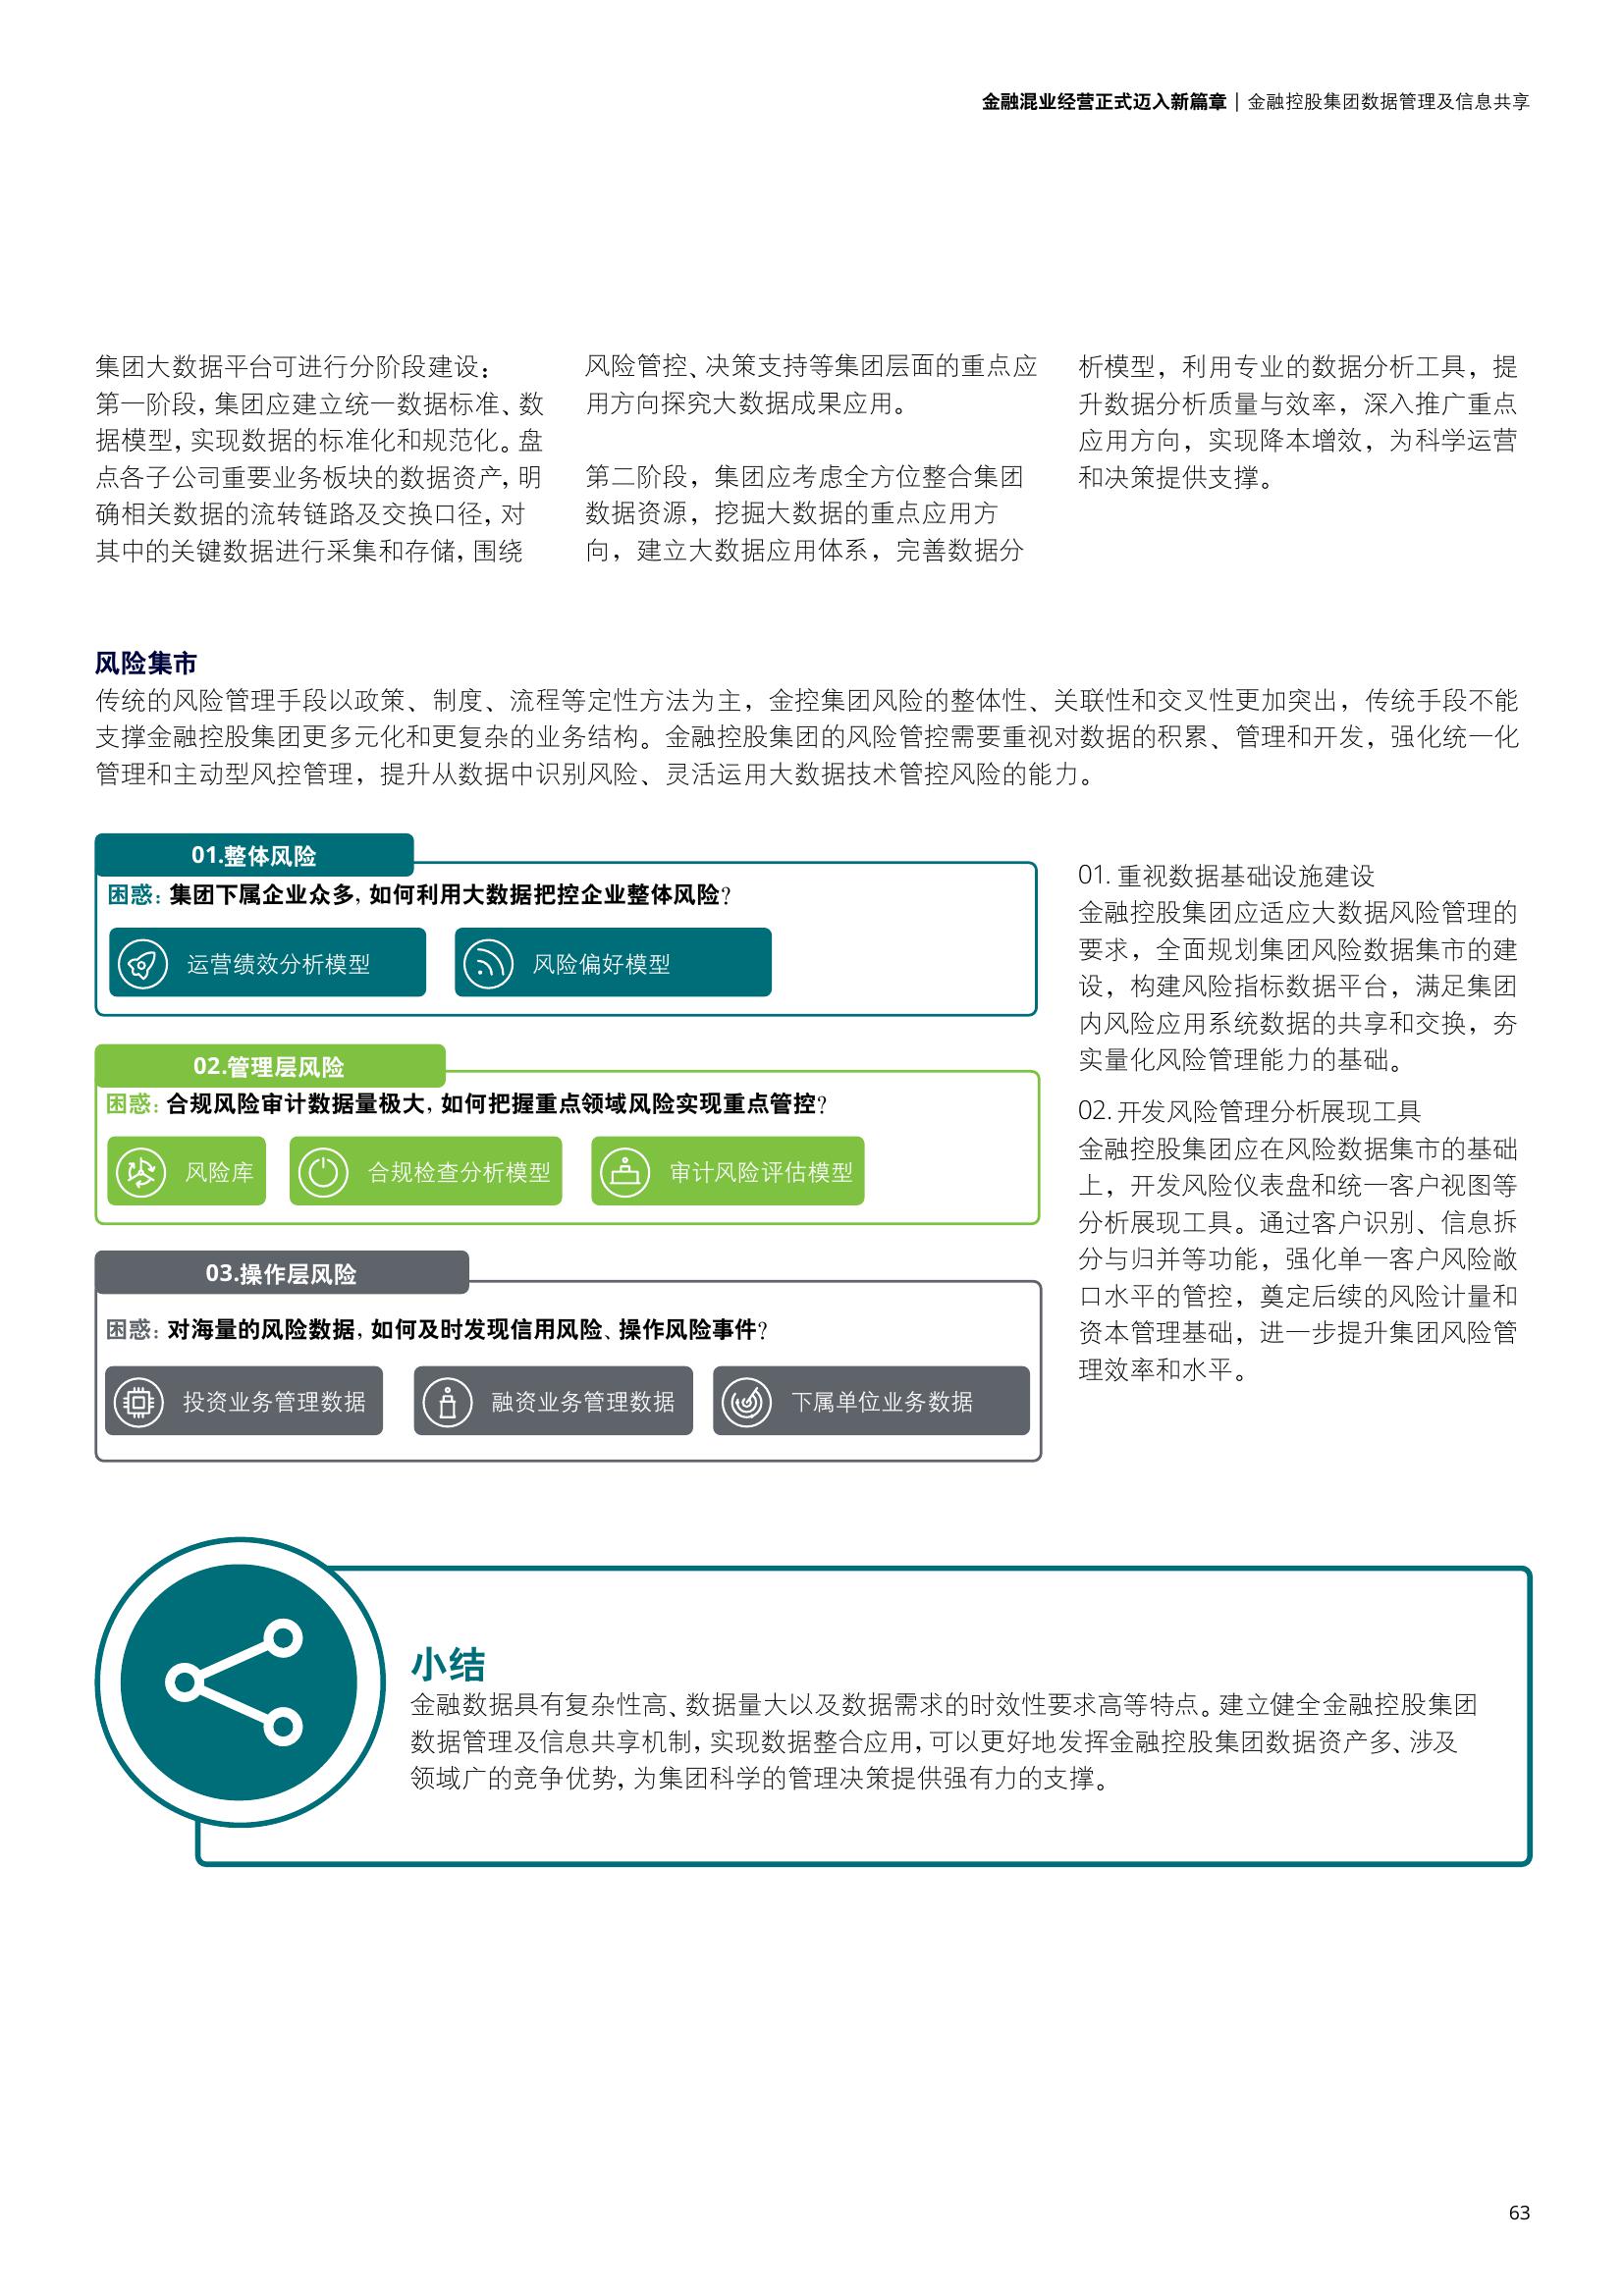 金融混业经营正式迈入新篇章 | 金融控股集团数据管理及信息共享
集团大数据平台可进行分阶段建设：
第一阶段，集团应建立统一数据标准、数
据模型，实现数据的标准化和规范化。盘
点各子公司重要业务板块的数据资产，明
确相关数据的流转链路及交换口径，对
其中的关键数据进行采集和存储，围绕
风险管控、决策支持等集团层面的重点应
用方向探究大数据成果应用。
第二阶段，集团应考虑全方位整合集团
数据资源，挖掘大数据的重点应用方
向，建立大数据应用体系，完善数据分
析模型，利用专业的数据分析工具，提
升数据分析质量与效率，深入推广重点
应用方向，实现降本增效，为科学运营
和决策提供支撑。
风险集市
传统的风险管理手段以政策、制度、流程等定性方法为主，金控集团风险的整体性、关联性和交叉性更加突出，传统手段不能
支撑金融控股集团更多元化和更复杂的业务结构。金融控股集团的风险管控需要重视对数据的积累、管理和开发，强化统一化
管理和主动型风控管理，提升从数据中识别风险、灵活运用大数据技术管控风险的能力。
01.整体风险
困惑：集团下属企业众多，如何利用大数据把控企业整体风险？
运营绩效分析模型
风险偏好模型
02.管理层风险
困惑：合规风险审计数据量极大，如何把握重点领域风险实现重点管控？
风险库
合规检查分析模型
审计风险评估模型
03.操作层风险
困惑：对海量的风险数据，如何及时发现信用风险、操作风险事件？
投资业务管理数据
融资业务管理数据
下属单位业务数据
01. 重视数据基础设施建设
金融控股集团应适应大数据风险管理的
要求，全面规划集团风险数据集市的建
设，构建风险指标数据平台，满足集团
内风险应用系统数据的共享和交换，夯
实量化风险管理能力的基础。
02. 开发风险管理分析展现工具
金融控股集团应在风险数据集市的基础
上，开发风险仪表盘和统一客户视图等
分析展现工具。通过客户识别、信息拆
分与归并等功能，强化单一客户风险敞
口水平的管控，奠定后续的风险计量和
资本管理基础，进一步提升集团风险管
理效率和水平。
小结
金融数据具有复杂性高、数据量大以及数据需求的时效性要求高等特点。建立健全金融控股集团
数据管理及信息共享机制，实现数据整合应用，可以更好地发挥金融控股集团数据资产多、涉及
领域广的竞争优势，为集团科学的管理决策提供强有力的支撑。
63